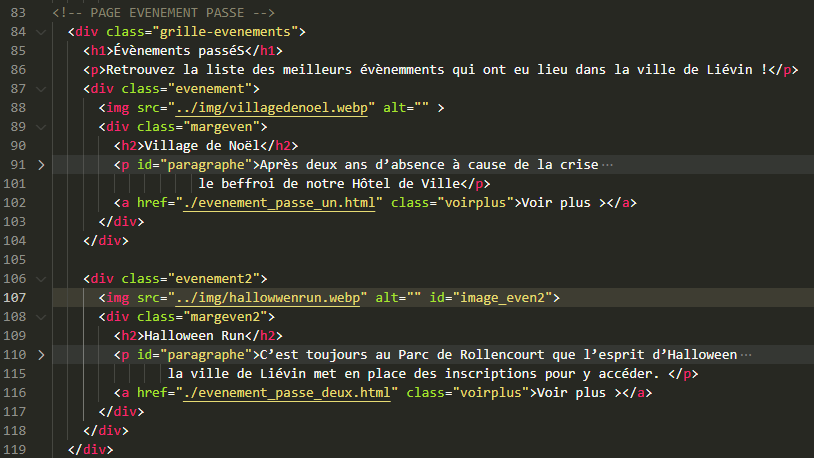 83 <!-- PAGE EVENEMENT PASSE -->
84 <div class="grille-evenements">
85 <h1>Évènements passéS</h1>
86 <p>Retrouvez la liste des meilleurs évènemments qui ont eu lieu dans la ville de Liévin !</p>
87 <div class="evenement">
88 <img src="../img/villagedenoel.webp" alt="" >
89 <div class="margeven">
90 <h2>Village de Noël</h2>
91 <p id="paragraphe">Après deux ans d’absence à cause de la crise…
101 le beffroi de notre Hôtel de Ville</p>
102 <a href="./evenement_passe_un.html" class="voirplus">Voir plus ></a>
103 </div>
104 </div>
105
106 <div class="evenement2">
107 <img src="../img/hallowwenrun.webp" alt="" id="image_even2">
108 <div class="margeven2">
109 <h2>Halloween Run</h2>
110 <p id="paragraphe">C’est toujours au Parc de Rollencourt que l’esprit d’Halloween…
115 la ville de Liévin met en place des inscriptions pour y accéder. </p>
116 <a href="./evenement_passe_deux.html" class="voirplus">Voir plus ></a>
117 </div>
118 </div>
119 </div>